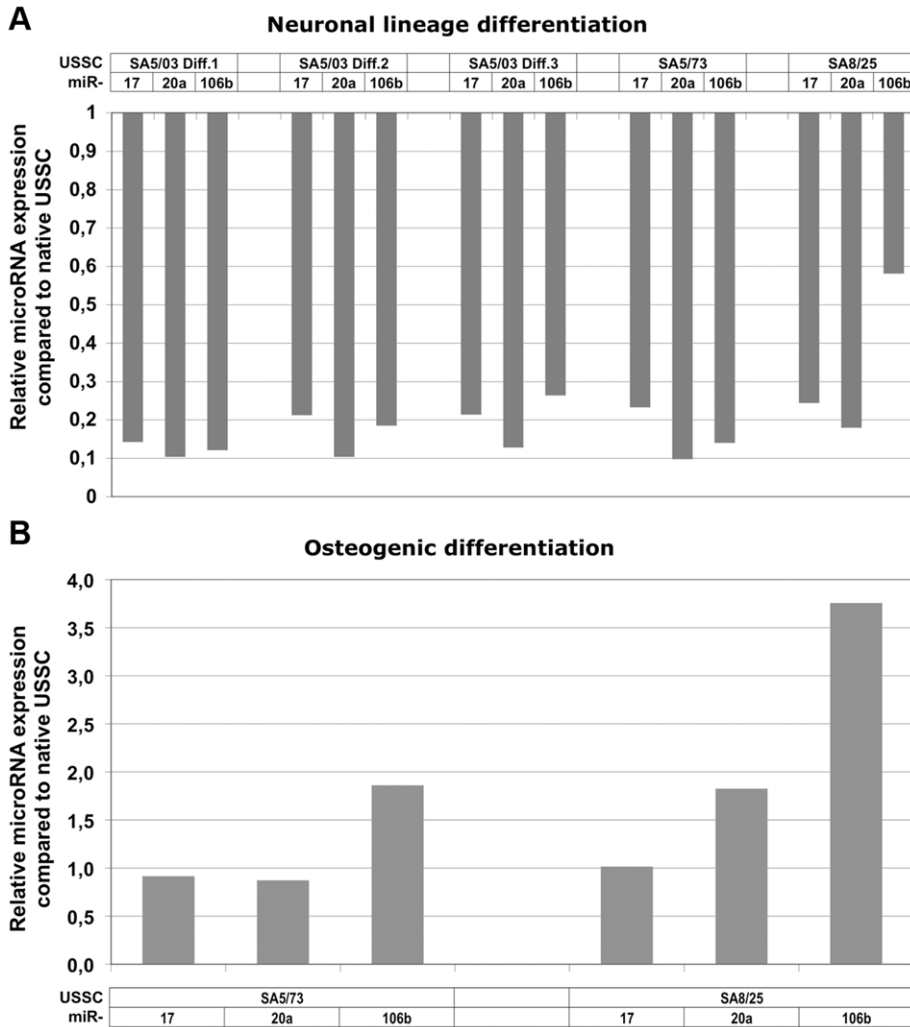 A
Neuronal lineage differentiation
USSC SA5/03 Diff.1 SA5/03 Diff.2 SA5/03 Diff.3 SA5/73 SA8/25
miR- 17 20a 106b 17 20a 106b 17 20a 106b 17 20a 106b 17 20a 106b
Relative microRNA expression
compared to native USSC
1
0,9
0,8
0,7
0,6
0,5
0,4
0,3
0,2
0,1
0
B
Osteogenic differentiation
Relative microRNA expression
compared to native USSC
4,0
3,5
3,0
2,5
2,0
1,5
1,0
0,5
0,0
USSC SA5/73 SA8/25
miR- 17 20a 106b 17 20a 106b